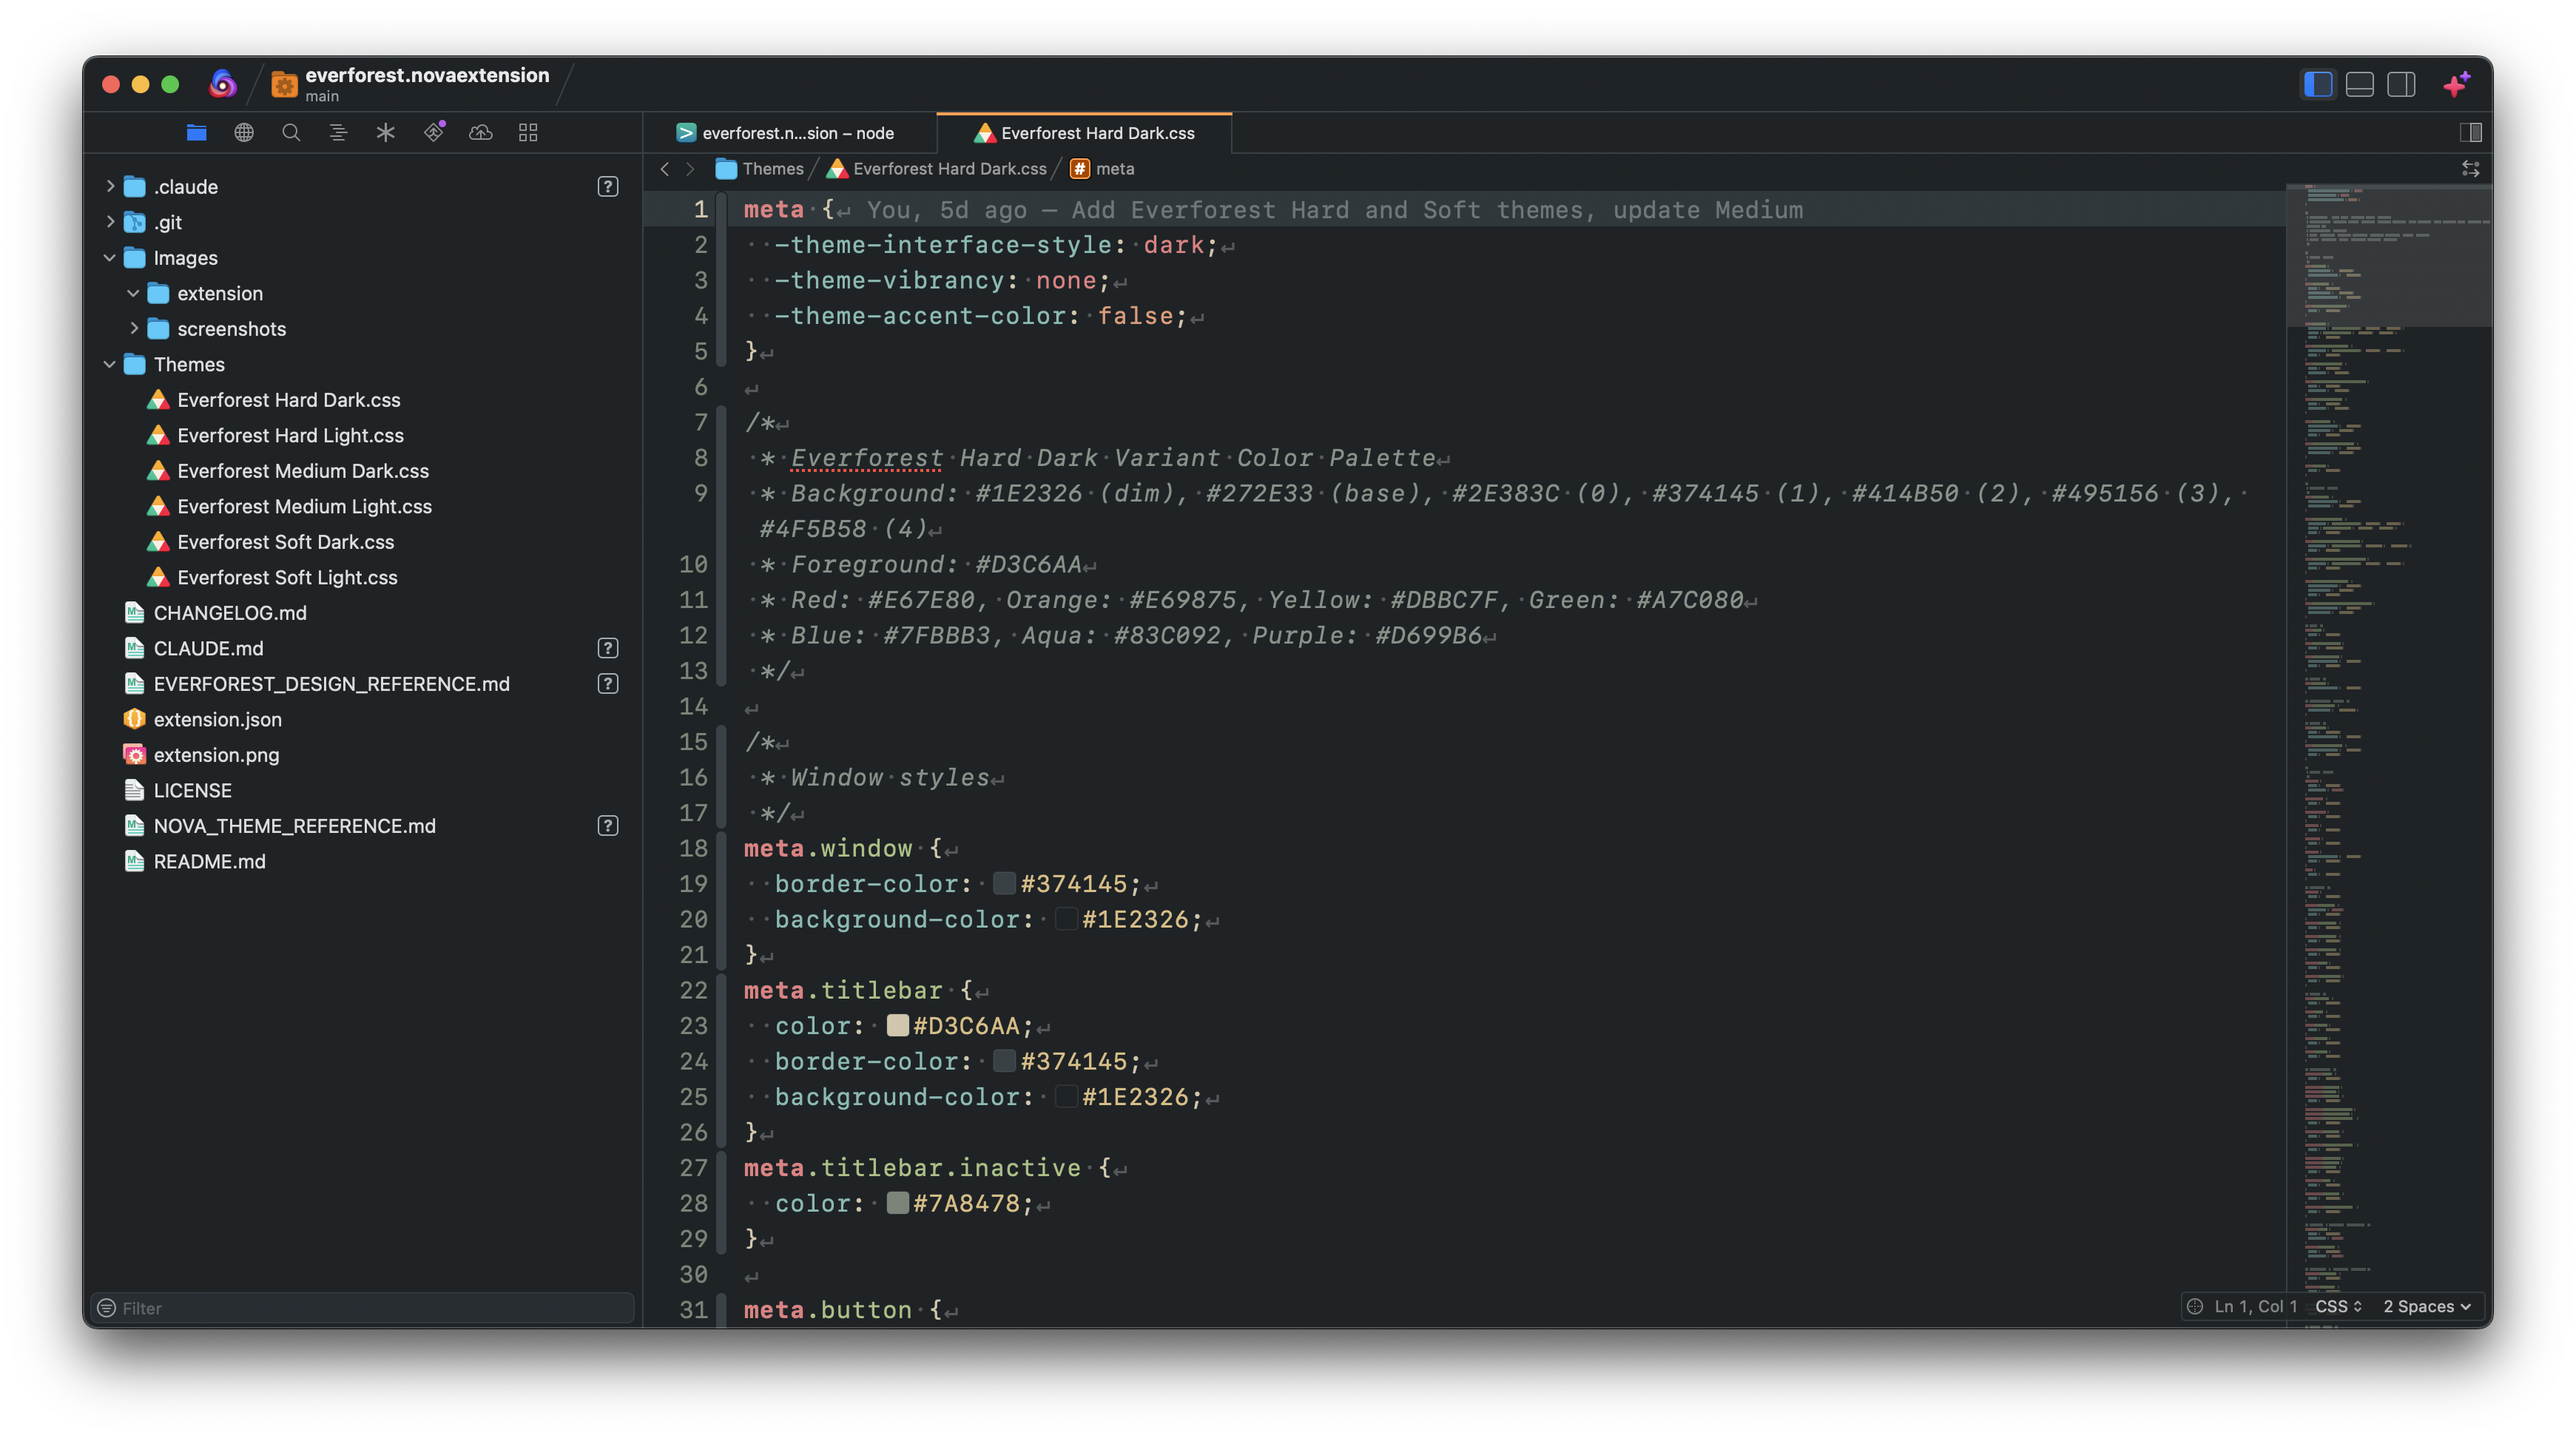 everforest.novaextension
main
everforest.n...sion – node
Everforest Hard Dark.css
Themes
Everforest Hard Dark.css
# meta
.claude
?
.git
Images
extension
screenshots
Themes
Everforest Hard Dark.css
Everforest Hard Light.css
Everforest Medium Dark.css
Everforest Medium Light.css
Everforest Soft Dark.css
Everforest Soft Light.css
CHANGELOG.md
CLAUDE.md
?
EVERFOREST_DESIGN_REFERENCE.md
?
extension.json
extension.png
LICENSE
NOVA_THEME_REFERENCE.md
?
README.md
Filter
1 meta·{↵ You, 5d ago — Add Everforest Hard and Soft themes, update Medium
2 ··-theme-interface-style:·dark;↵
3 ··-theme-vibrancy:·none;↵
4 ··-theme-accent-color:·false;↵
5 }↵
6 ↵
7 /*↵
8 ·*·Everforest·Hard·Dark·Variant·Color·Palette↵
9 ·*·Background:·#1E2326·(dim),·#272E33·(base),·#2E383C·(0),·#374145·(1),·#414B50·(2),·#495156·(3),·
#4F5B58·(4)↵
10 ·*·Foreground:·#D3C6AA↵
11 ·*·Red:·#E67E80,·Orange:·#E69875,·Yellow:·#DBBC7F,·Green:·#A7C080↵
12 ·*·Blue:·#7FBBB3,·Aqua:·#83C092,·Purple:·#D699B6↵
13 ·*/↵
14 ↵
15 /*↵
16 ·*·Window·styles↵
17 ·*/↵
18 meta.window·{↵
19 ··border-color:·#374145;↵
20 ··background-color:·#1E2326;↵
21 }↵
22 meta.titlebar·{↵
23 ··color:·#D3C6AA;↵
24 ··border-color:·#374145;↵
25 ··background-color:·#1E2326;↵
26 }↵
27 meta.titlebar.inactive·{↵
28 ··color:·#7A8478;↵
29 }↵
30 ↵
31 meta.button·{↵
Ln 1, Col 1 CSS 2 Spaces